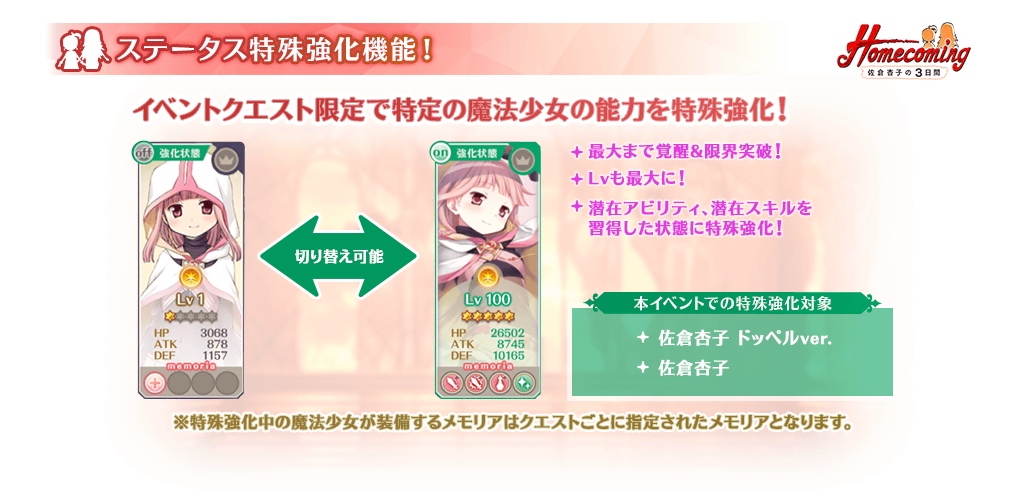 ステータス特殊強化機能！
Homecoming
佐倉杏子の3日間
イベントクエスト限定で特定の魔法少女の能力を特殊強化！
off 強化状態
Lv 1
HP 3068
ATK 878
DEF 1157
memoria
切り替え可能
on 強化状態
Lv 100
HP 26502
ATK 8745
DEF 10165
memoria
最大まで覚醒&限界突破！
Lvも最大に！
潜在アビリティ、潜在スキルを
習得した状態に特殊強化！
本イベントでの特殊強化対象
佐倉杏子 ドッペルver.
佐倉杏子
※特殊強化中の魔法少女が装備するメモリアはクエストごとに指定されたメモリアとなります。